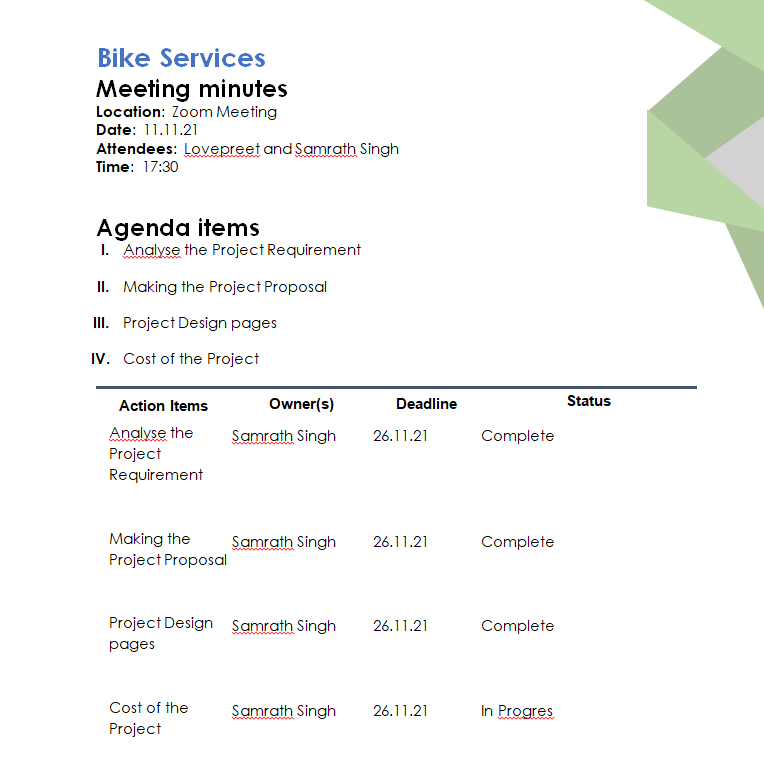 Bike Services
Meeting minutes
Location: Zoom Meeting
Date: 11.11.21
Attendees: Lovepreet and Samrath Singh
Time: 17:30
Agenda items
I. Analyse the Project Requirement
II. Making the Project Proposal
III. Project Design pages
IV. Cost of the Project
Action Items Owner(s) Deadline Status
Analyse the Samrath Singh 26.11.21 Complete
Project
Requirement
Making the Samrath Singh 26.11.21 Complete
Project Proposal
Project Design Samrath Singh 26.11.21 Complete
pages
Cost of the Samrath Singh 26.11.21 In Progres
Project